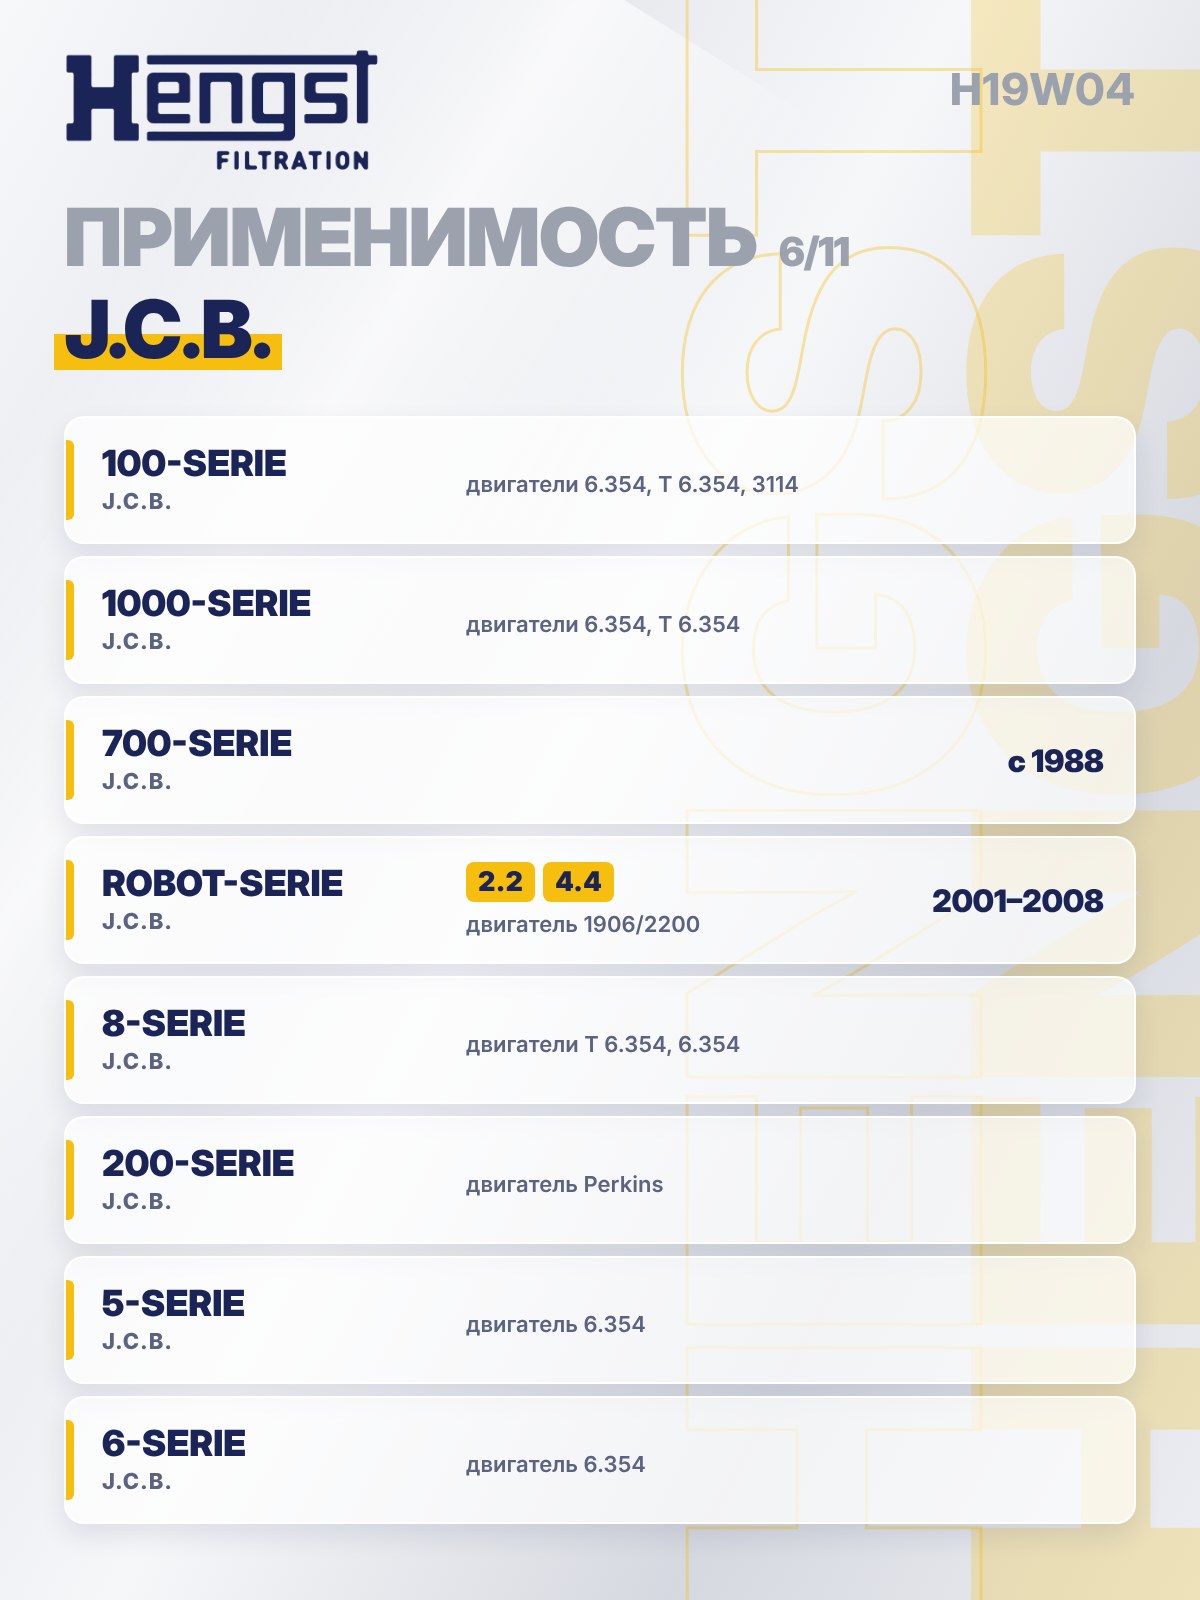 Hengst
FILTRATION
H19W04
ПРИМЕНИМОСТЬ 6/11
J.C.B.
100-SERIE
J.C.B.
двигатели 6.354, T 6.354, 3114
1000-SERIE
J.C.B.
двигатели 6.354, T 6.354
700-SERIE
J.C.B.
с 1988
ROBOT-SERIE
J.C.B.
2.2 4.4
двигатель 1906/2200
2001–2008
8-SERIE
J.C.B.
двигатели T 6.354, 6.354
200-SERIE
J.C.B.
двигатель Perkins
5-SERIE
J.C.B.
двигатель 6.354
6-SERIE
J.C.B.
двигатель 6.354
HENGST
HENGST